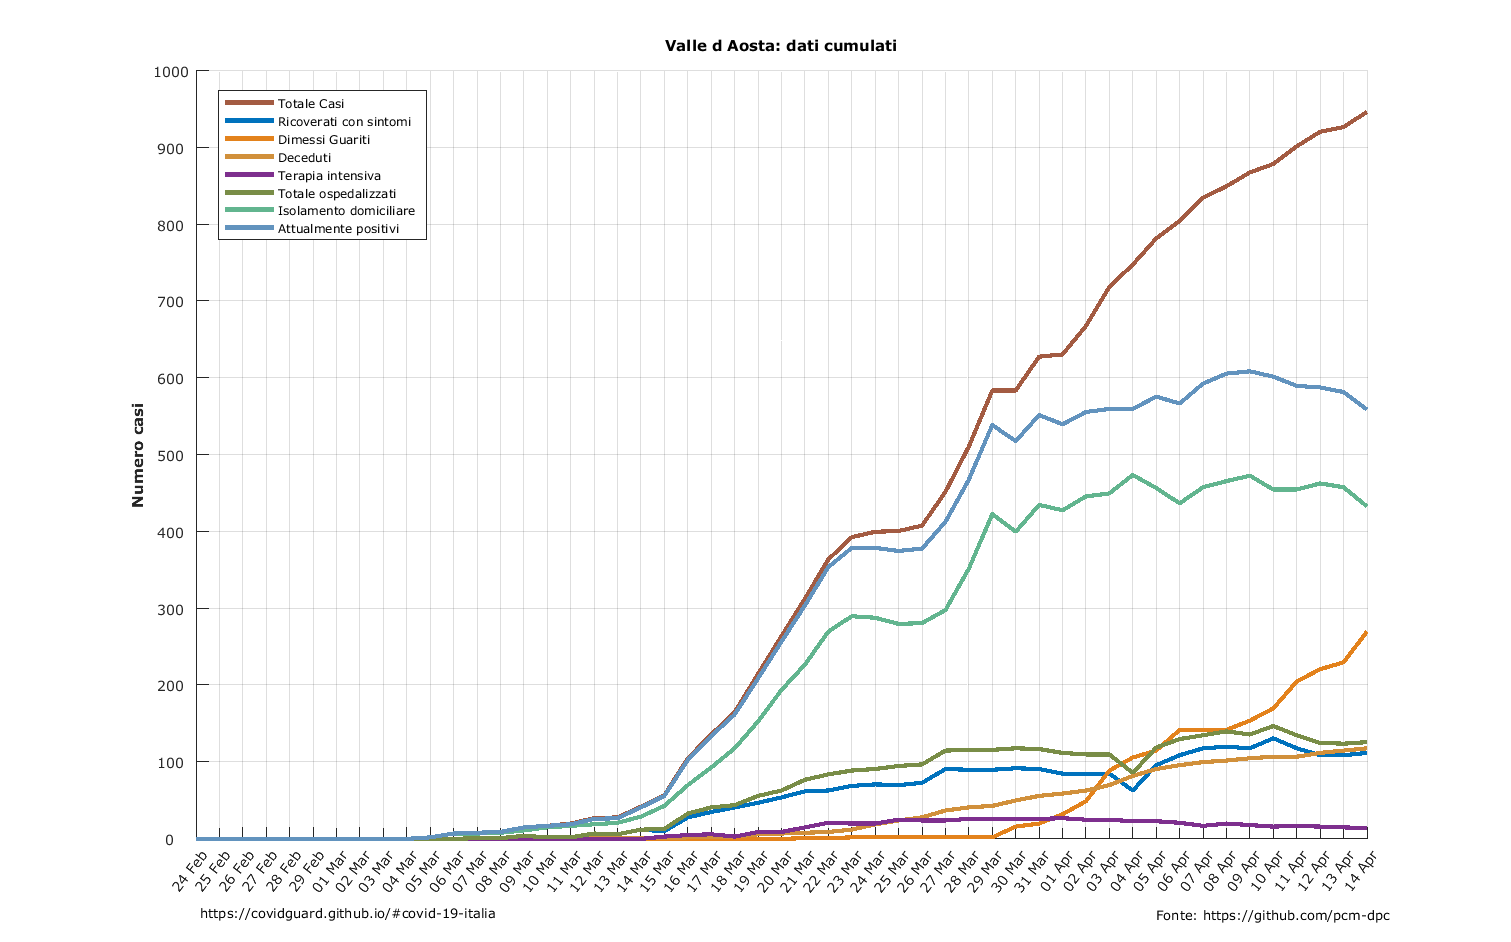 Valle d Aosta: dati cumulati
1000
900
800
700
600
500
400
300
200
100
0
Numero casi
Totale Casi
Ricoverati con sintomi
Dimessi Guariti
Deceduti
Terapia intensiva
Totale ospedalizzati
Isolamento domiciliare
Attualmente positivi
24 Feb
25 Feb
26 Feb
27 Feb
28 Feb
29 Feb
01 Mar
02 Mar
03 Mar
04 Mar
05 Mar
06 Mar
07 Mar
08 Mar
09 Mar
10 Mar
11 Mar
12 Mar
13 Mar
14 Mar
15 Mar
16 Mar
17 Mar
18 Mar
19 Mar
20 Mar
21 Mar
22 Mar
23 Mar
24 Mar
25 Mar
26 Mar
27 Mar
28 Mar
29 Mar
30 Mar
31 Mar
01 Apr
02 Apr
03 Apr
04 Apr
05 Apr
06 Apr
07 Apr
08 Apr
09 Apr
10 Apr
11 Apr
12 Apr
13 Apr
14 Apr
https://covidguard.github.io/#covid-19-italia
Fonte: https://github.com/pcm-dpc